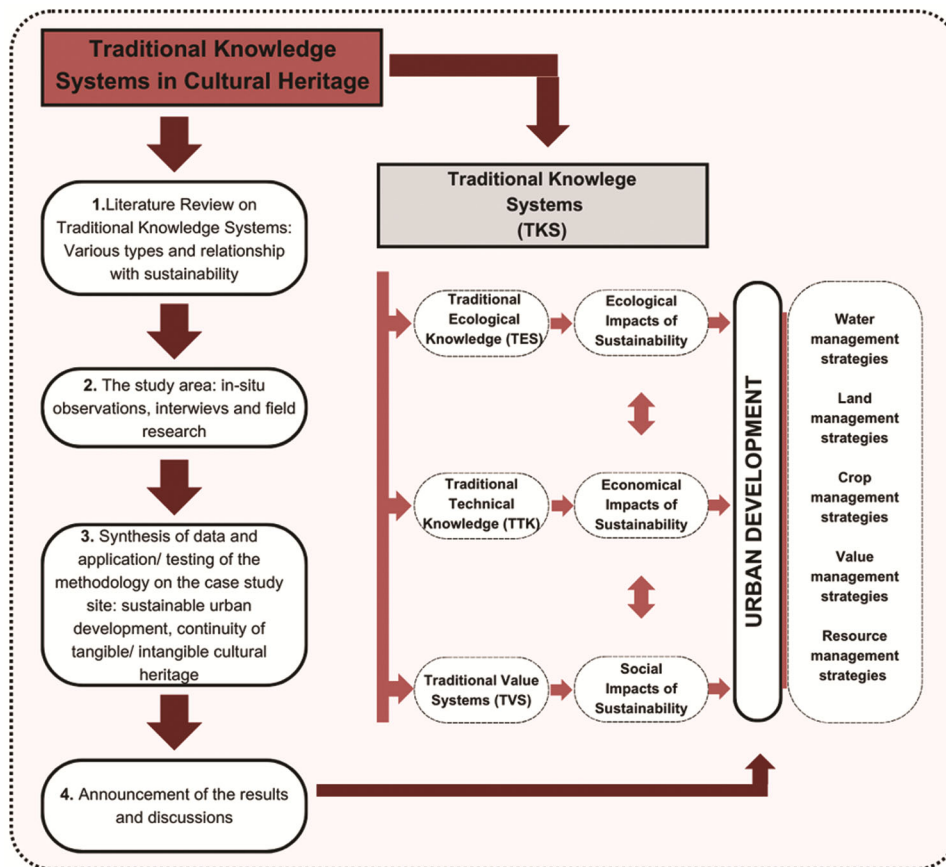 Traditional Knowledge
Systems in Cultural Heritage
1.Literature Review on
Traditional Knowledge Systems:
Various types and relationship
with sustainability
2. The study area: in-situ
observations, interwievs and field
research
3. Synthesis of data and
application/ testing of the
methodology on the case study
site: sustainable urban
development, continuity of
tangible/ intangible cultural
heritage
4. Announcement of the results
and discussions
Traditional Knowlege
Systems
(TKS)
Traditional
Ecological
Knowledge (TES)
Ecological
Impacts of
Sustainability
Traditional
Technical
Knowledge (TTK)
Economical
Impacts of
Sustainability
Traditional Value
Systems (TVS)
Social
Impacts of
Sustainability
URBAN DEVELOPMENT
Water
management
strategies
Land
management
strategies
Crop
management
strategies
Value
management
strategies
Resource
management
strategies